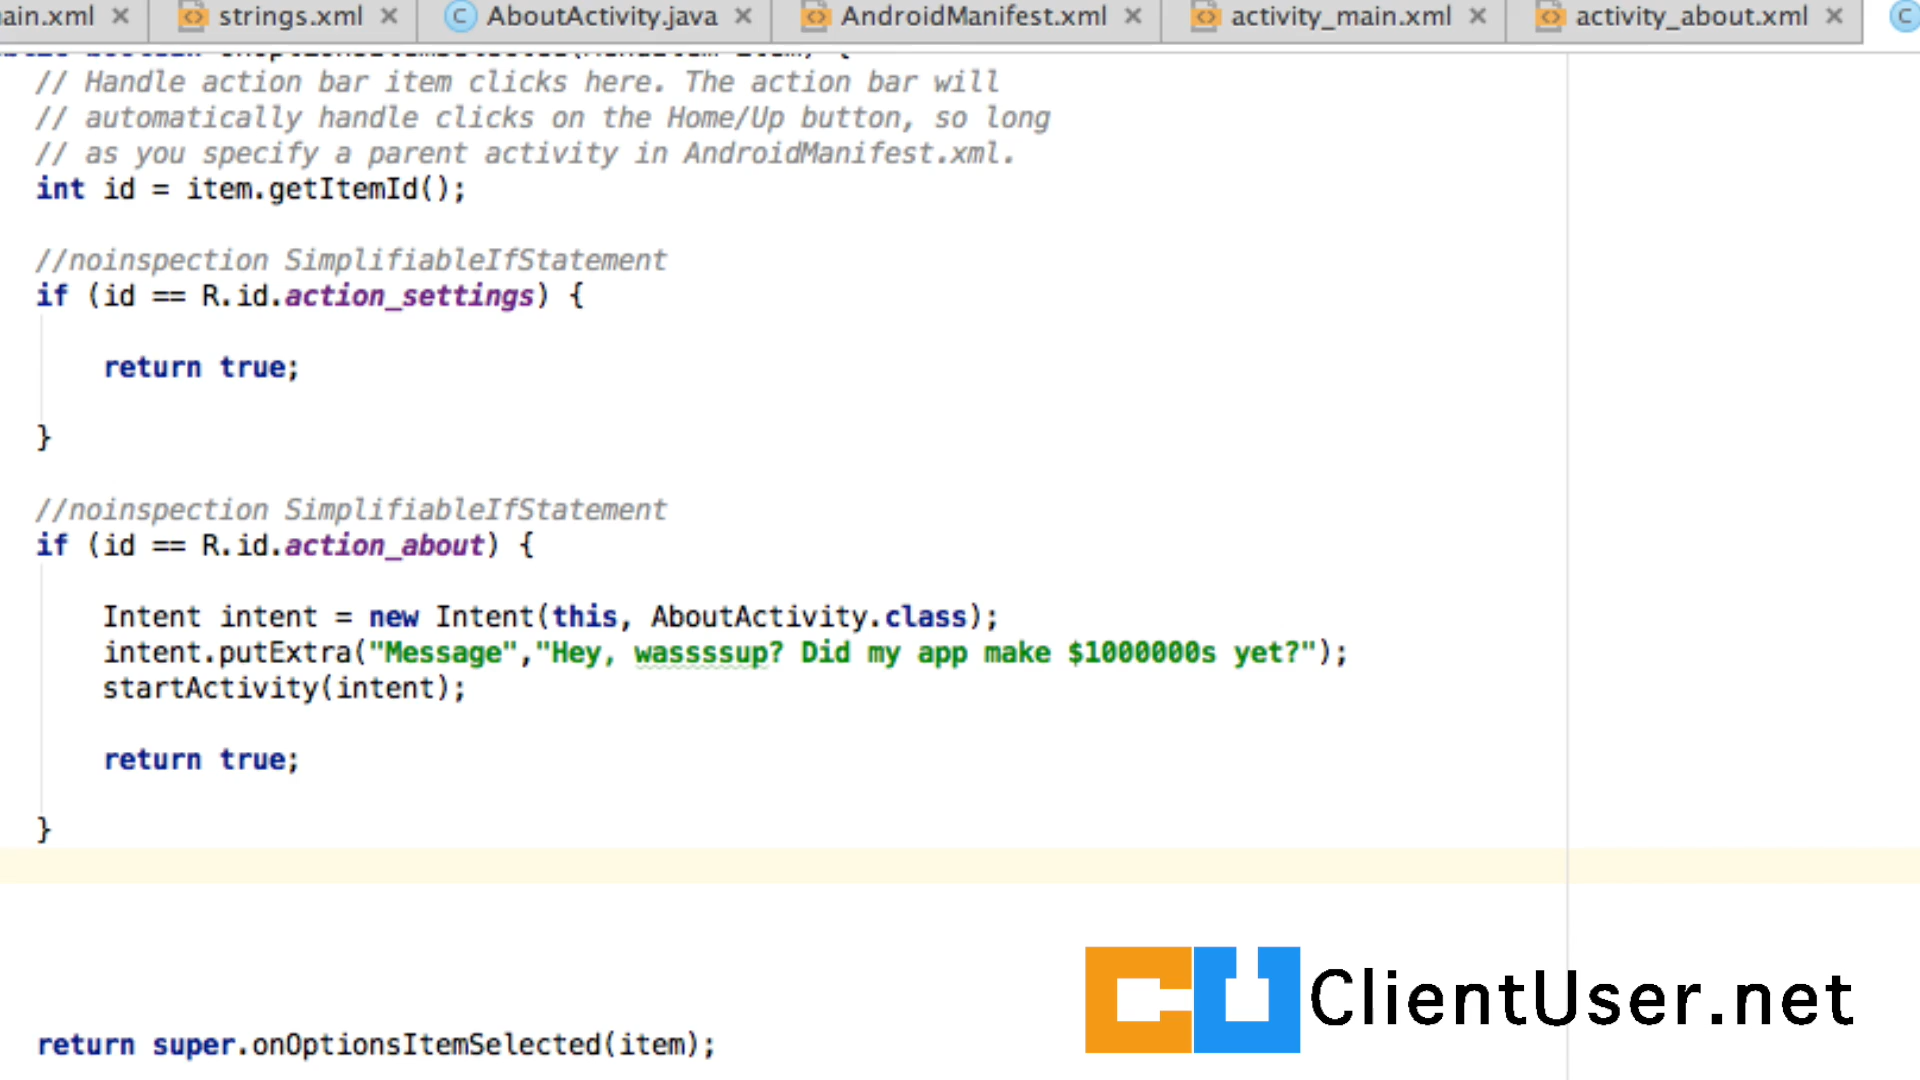 ain.xml strings.xml AboutActivity.java AndroidManifest.xml activity_main.xml activity_about.xml
// Handle action bar item clicks here. The action bar will
// automatically handle clicks on the Home/Up button, so long
// as you specify a parent activity in AndroidManifest.xml.
int id = item.getItemId();
//noinspection SimplifiableIfStatement
if (id == R.id.action_settings) {
return true;
}
//noinspection SimplifiableIfStatement
if (id == R.id.action_about) {
Intent intent = new Intent(this, AboutActivity.class);
intent.putExtra("Message","Hey, wassssup? Did my app make $1000000s yet?");
startActivity(intent);
return true;
}
CU ClientUser.net
return super.onOptionsItemSelected(item);